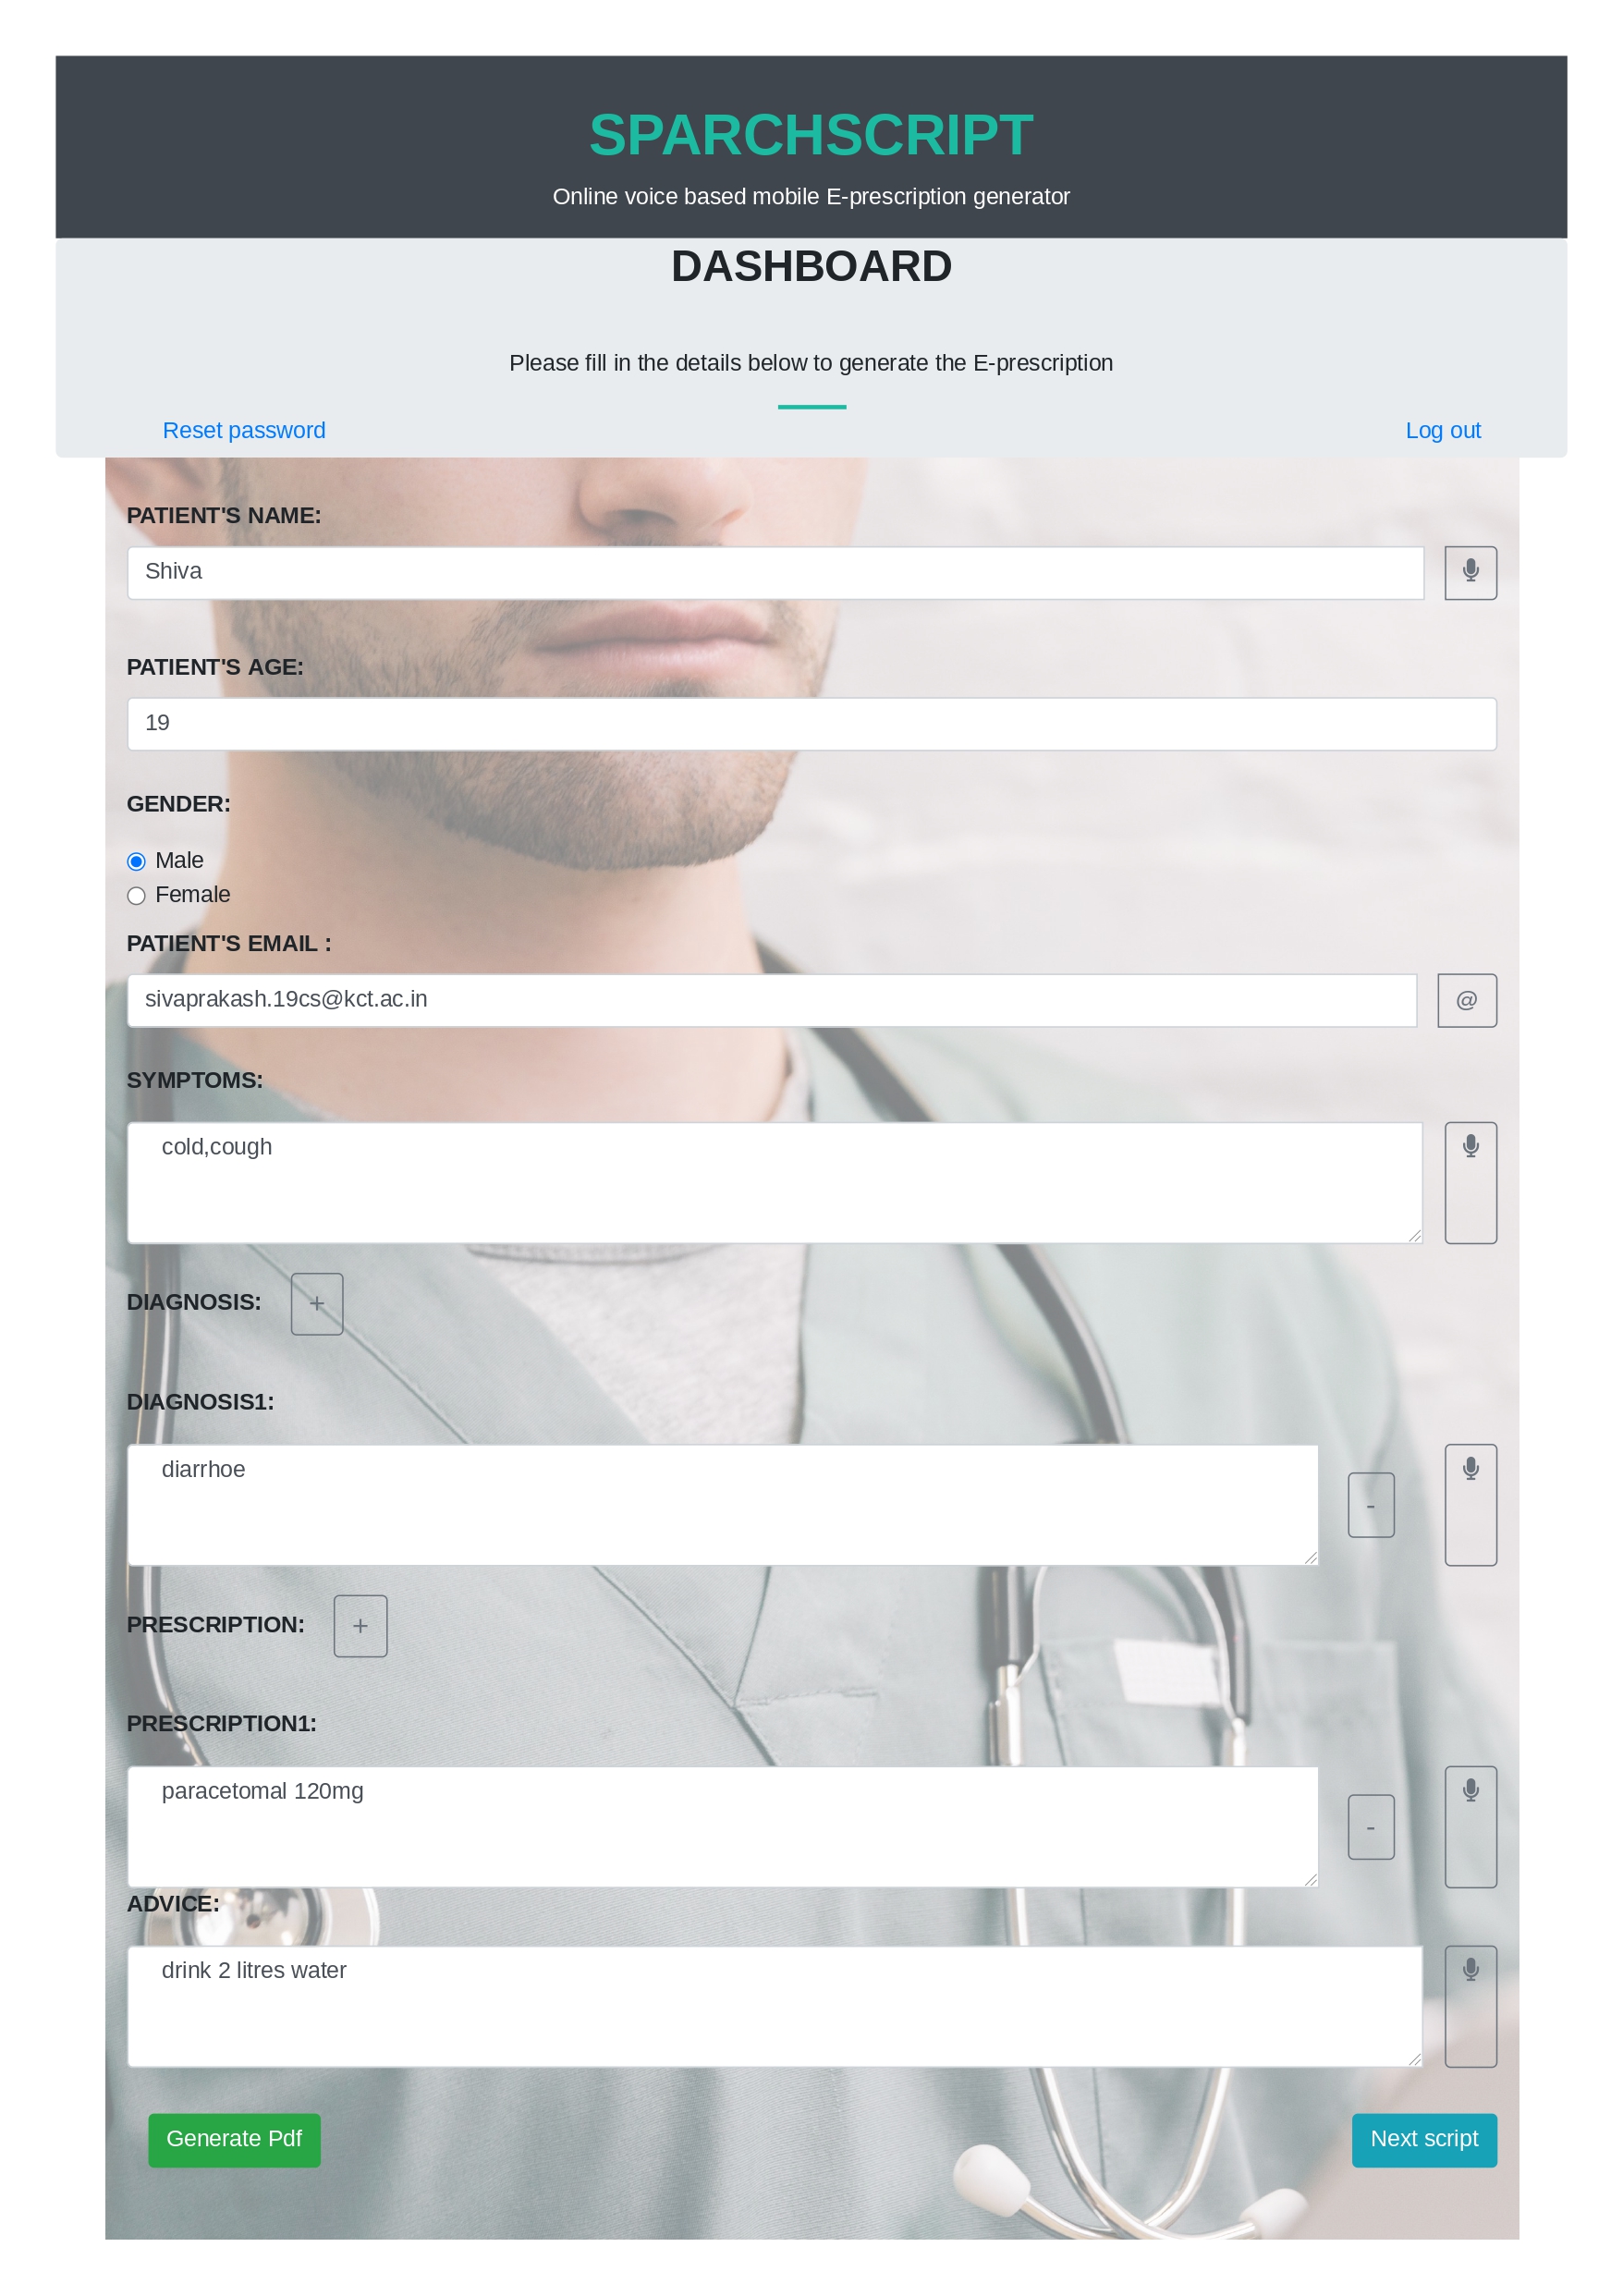 SPARCHSCRIPT
Online voice based mobile E-prescription generator
DASHBOARD
Please fill in the details below to generate the E-prescription
Reset password
Log out
PATIENT'S NAME:
Shiva
PATIENT'S AGE:
19
GENDER:
Male
Female
PATIENT'S EMAIL :
sivaprakash.19cs@kct.ac.in
@
SYMPTOMS:
cold,cough
DIAGNOSIS:
+
DIAGNOSIS1:
diarrhoe
-
PRESCRIPTION:
+
PRESCRIPTION1:
paracetomal 120mg
-
ADVICE:
drink 2 litres water
Generate Pdf
Next script